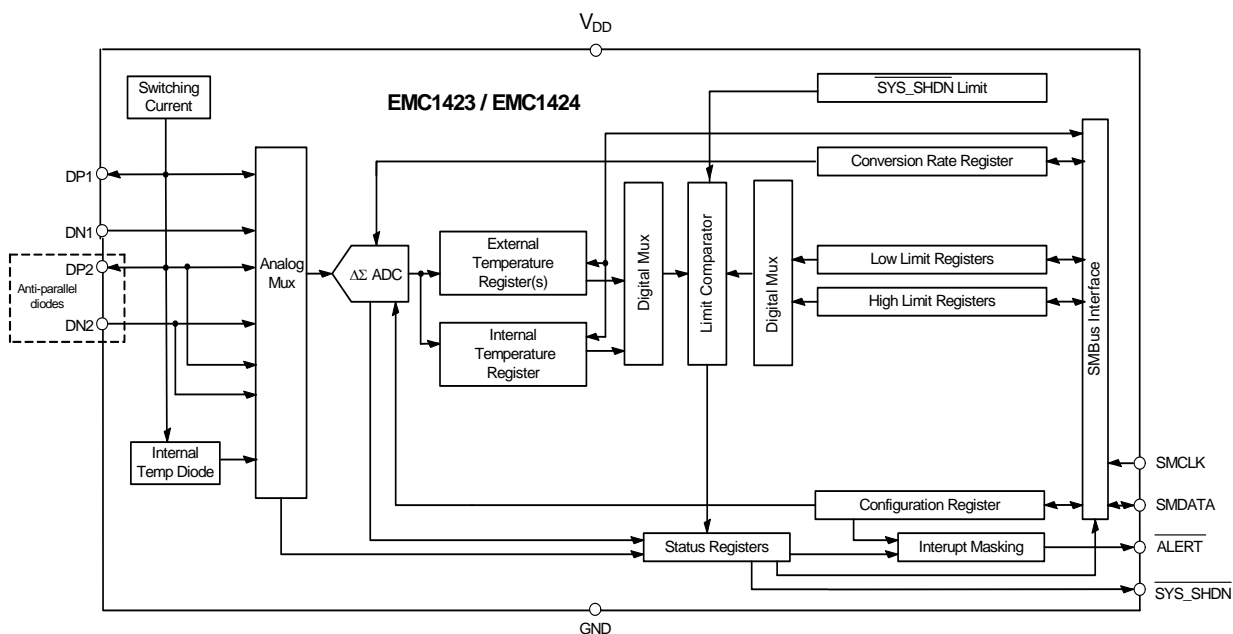 VDD
Switching
Current
EMC1423 / EMC1424
SYS_SHDN Limit
DP1
DN1
DP2
Anti-parallel
diodes
DN2
Analog
Mux
ΔΣ ADC
External
Temperature
Register(s)
Internal
Temperature
Register
Digital Mux
Limit Comparator
Digital Mux
Conversion Rate Register
Low Limit Registers
High Limit Registers
SMBus Interface
Internal
Temp Diode
SMCLK
Configuration Register
SMDATA
Status Registers
Interupt Masking
ALERT
SYS_SHDN
GND